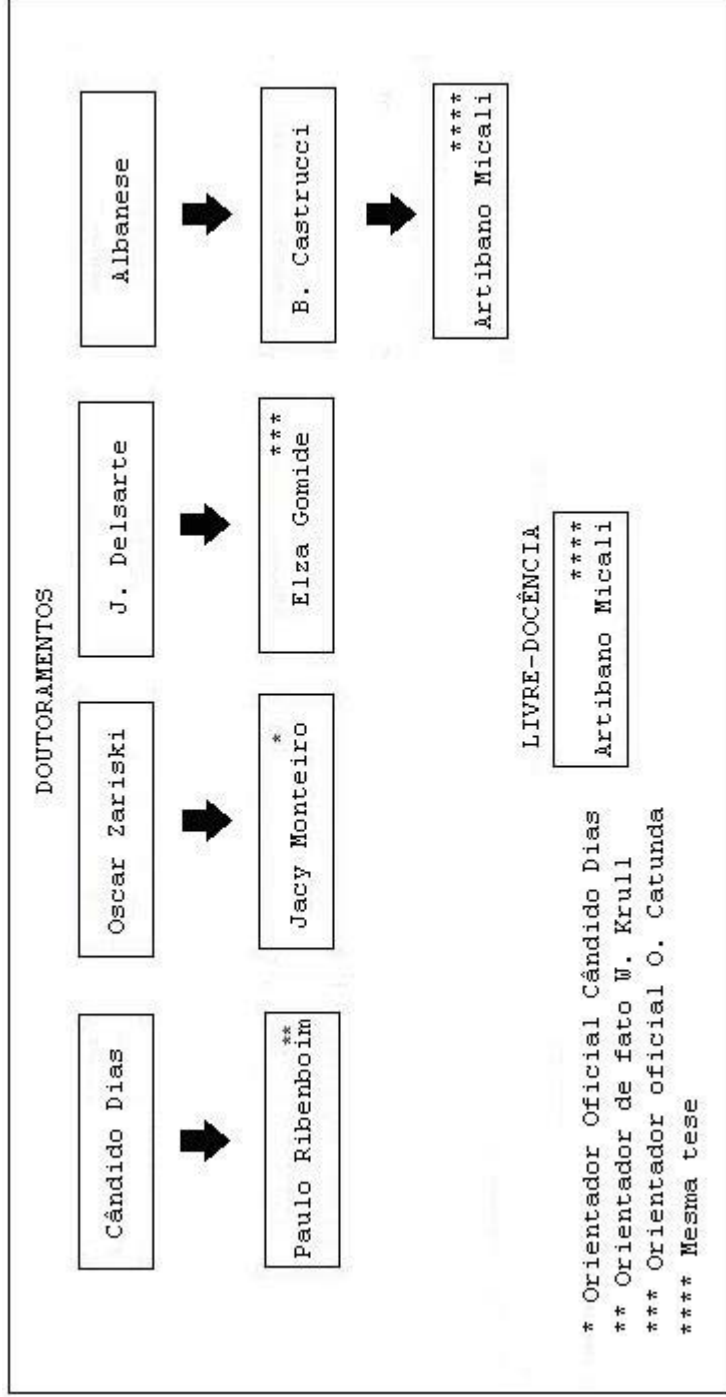 DOUTORAMENTOS
Cândido Dias
Oscar Zariski
J. Delsarte
Albanese
Paulo Ribenboim **
Jacy Monteiro *
Elza Gomide ***
B. Castrucci
****
Artibano Micali
LIVRE-DOCÊNCIA
****
Artibano Micali
* Orientador Oficial Cândido Dias
** Orientador de fato W. Krull
*** Orientador oficial O. Catunda
**** Mesma tese